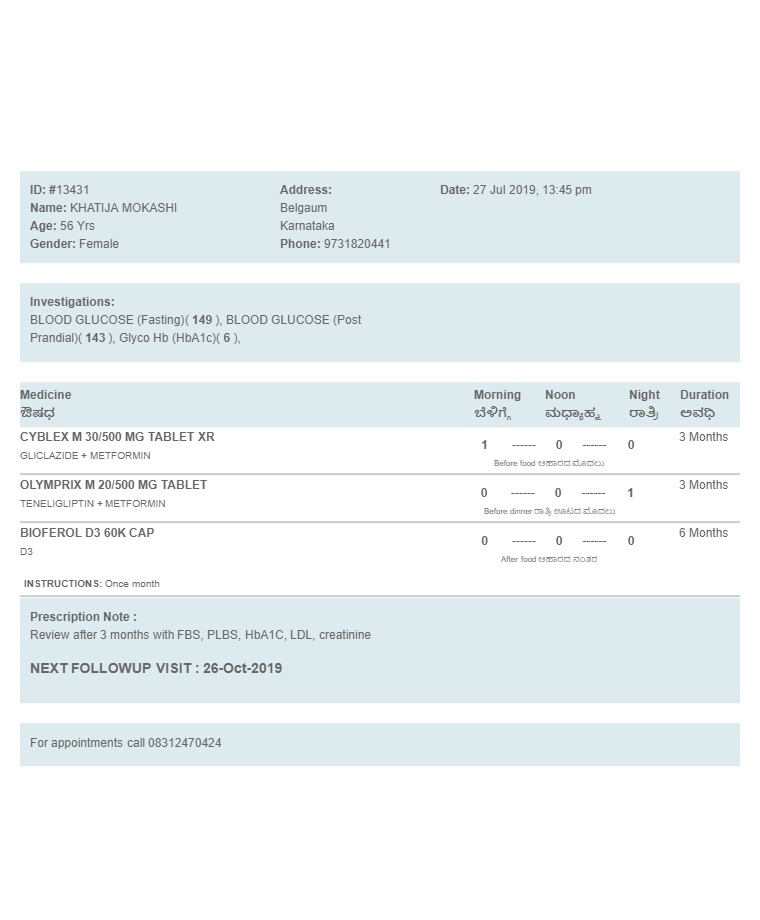 ID: #13431 Address: Date: 27 Jul 2019, 13:45 pm
Name: KHATIJA MOKASHI Belgaum
Age: 56 Yrs Karnataka
Gender: Female Phone: 9731820441
Investigations:
BLOOD GLUCOSE (Fasting)( 149 ), BLOOD GLUCOSE (Post
Prandial)( 143 ), Glyco Hb (HbA1c)( 6 ),
Medicine Morning Noon Night Duration
ಔಷಧ ಬೆಳಿಗ್ಗೆ ಮಧ್ಯಾಹ್ನ ರಾತ್ರಿ ಅವಧಿ
CYBLEX M 30/500 MG TABLET XR 1 ------ 0 ------ 0 3 Months
GLICLAZIDE + METFORMIN Before food ಆಹಾರದ ಮೊದಲು
OLYMPRIX M 20/500 MG TABLET 0 ------ 0 ------ 1 3 Months
TENELIGLIPTIN + METFORMIN Before dinner ರಾತ್ರಿ ಊಟದ ಮೊದಲು
BIOFEROL D3 60K CAP 0 ------ 0 ------ 0 6 Months
D3 After food ಆಹಾರದ ನಂತರ
INSTRUCTIONS: Once month
Prescription Note :
Review after 3 months with FBS, PLBS, HbA1C, LDL, creatinine
NEXT FOLLOWUP VISIT : 26-Oct-2019
For appointments call 08312470424